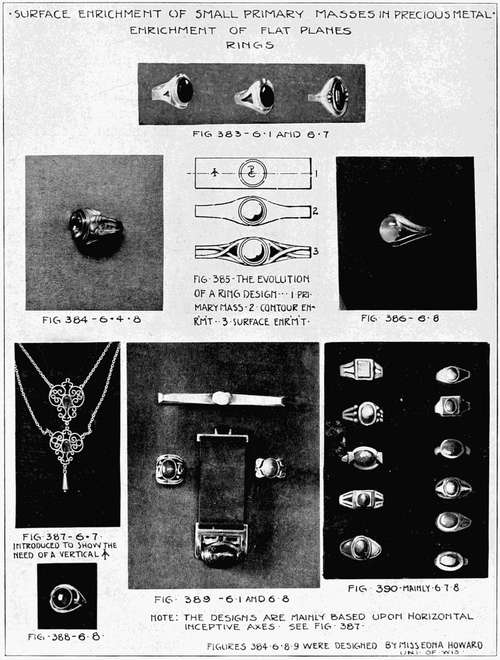 ·SURFACE ENRICHMENT OF SMALL PRIMARY MASSES IN PRECIOUS METAL·
ENRICHMENT OF FLAT PLANES
RINGS
FIG 383-6·1 AND 6·7
FIG 384-6·4·8
1
2
3
FIG·385-THE EVOLUTION
OF A RING DESIGN··· 1·PRI-
MARY MASS·2·CONTOUR EN-
R'M'T·-3·SURFACE ENR'M'T·
FIG·386-6·8
FIG·387-6·7·
INTRODUCED TO SHOW THE
NEED OF A VERTICAL
FIG·388-6·8·
FIG· 389 -6·1 AND 6·8
FIG·390·MAINLY·6·7·8·
NOTE: THE DESIGNS ARE MAINLY BASED UPON HORIZONTAL
INCEPTIVE AXES· SEE FIG·387·
FIGURES 384·6·8·9 WERE DESIGNED BY MISS EDNA HOWARD
UNI·OF WIS·